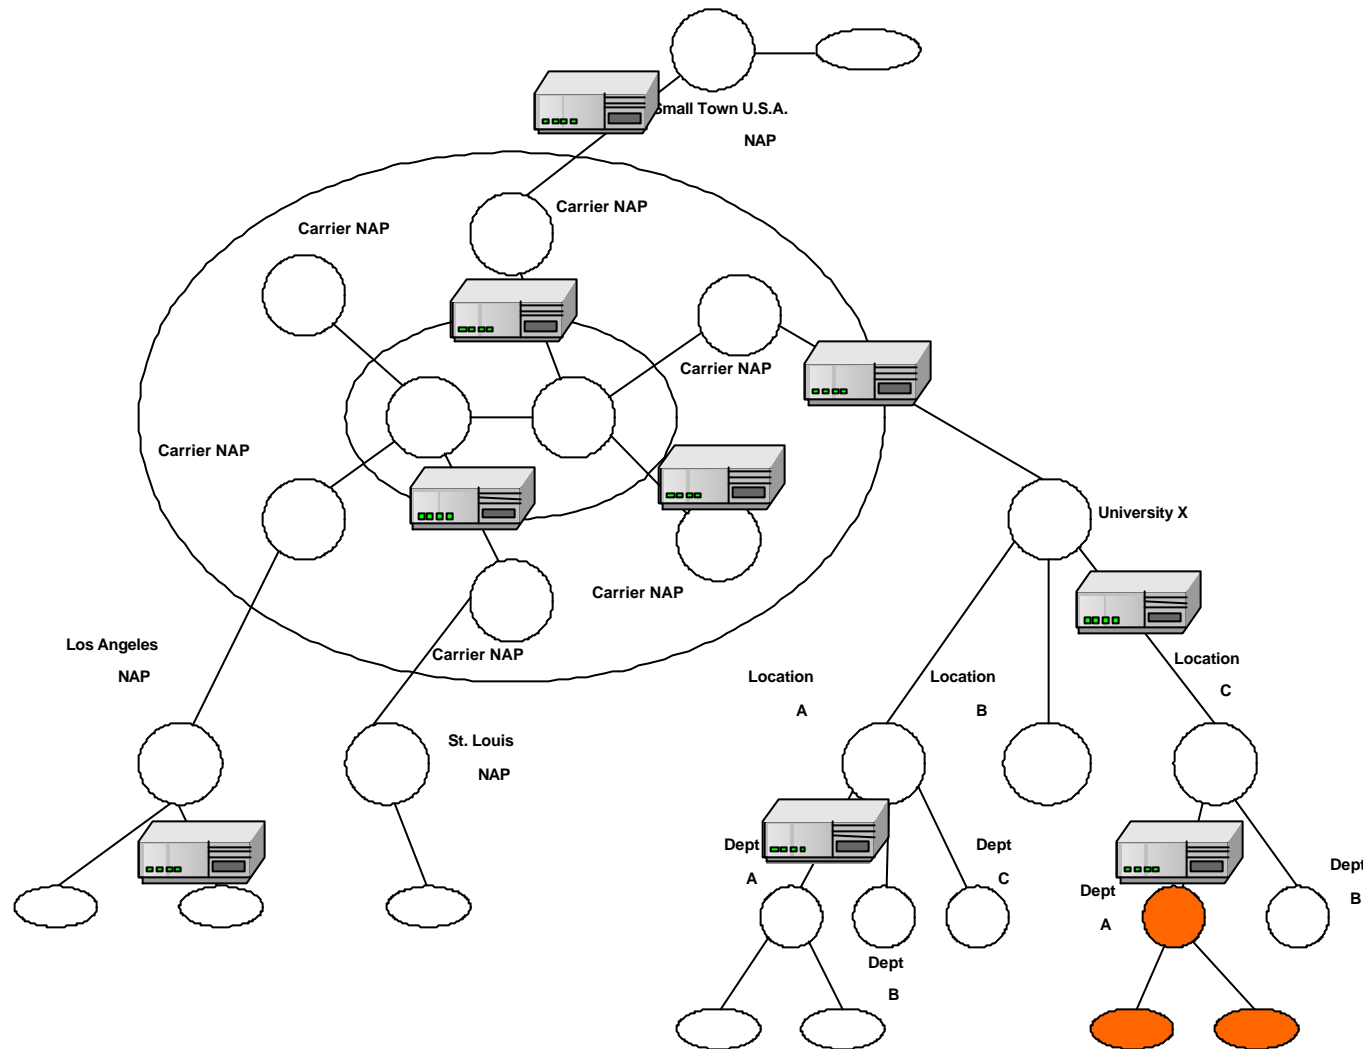 Small Town U.S.A.
NAP
Carrier NAP
Carrier NAP
Carrier NAP
Carrier NAP
University X
Carrier NAP
Los Angeles
NAP
Carrier NAP
Location
A
Location
B
Location
C
St. Louis
NAP
Dept
A
Dept
C
Dept
B
Dept
A
Dept
B